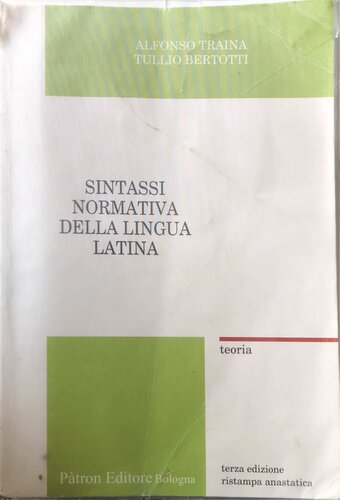 ALFONSO TRAINA
TULLIO BERTOTTI
SINTASSI
NORMATIVA
DELLA LINGUA
LATINA
teoria
Pàtron Editore Bologna
terza edizione
ristampa anastatica